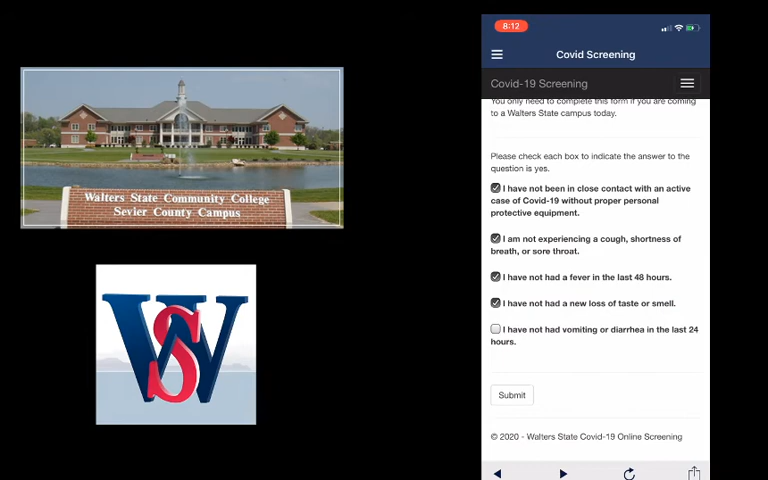 Walters State Community College
Sevier County Campus
WS
8:12
Covid Screening
Covid-19 Screening
You only need to complete this form if you are coming
to a Walters State campus today.
Please check each box to indicate the answer to the
question is yes.
I have not been in close contact with an active
case of Covid-19 without proper personal
protective equipment.
I am not experiencing a cough, shortness of
breath, or sore throat.
I have not had a fever in the last 48 hours.
I have not had a new loss of taste or smell.
I have not had vomiting or diarrhea in the last 24
hours.
Submit
© 2020 - Walters State Covid-19 Online Screening